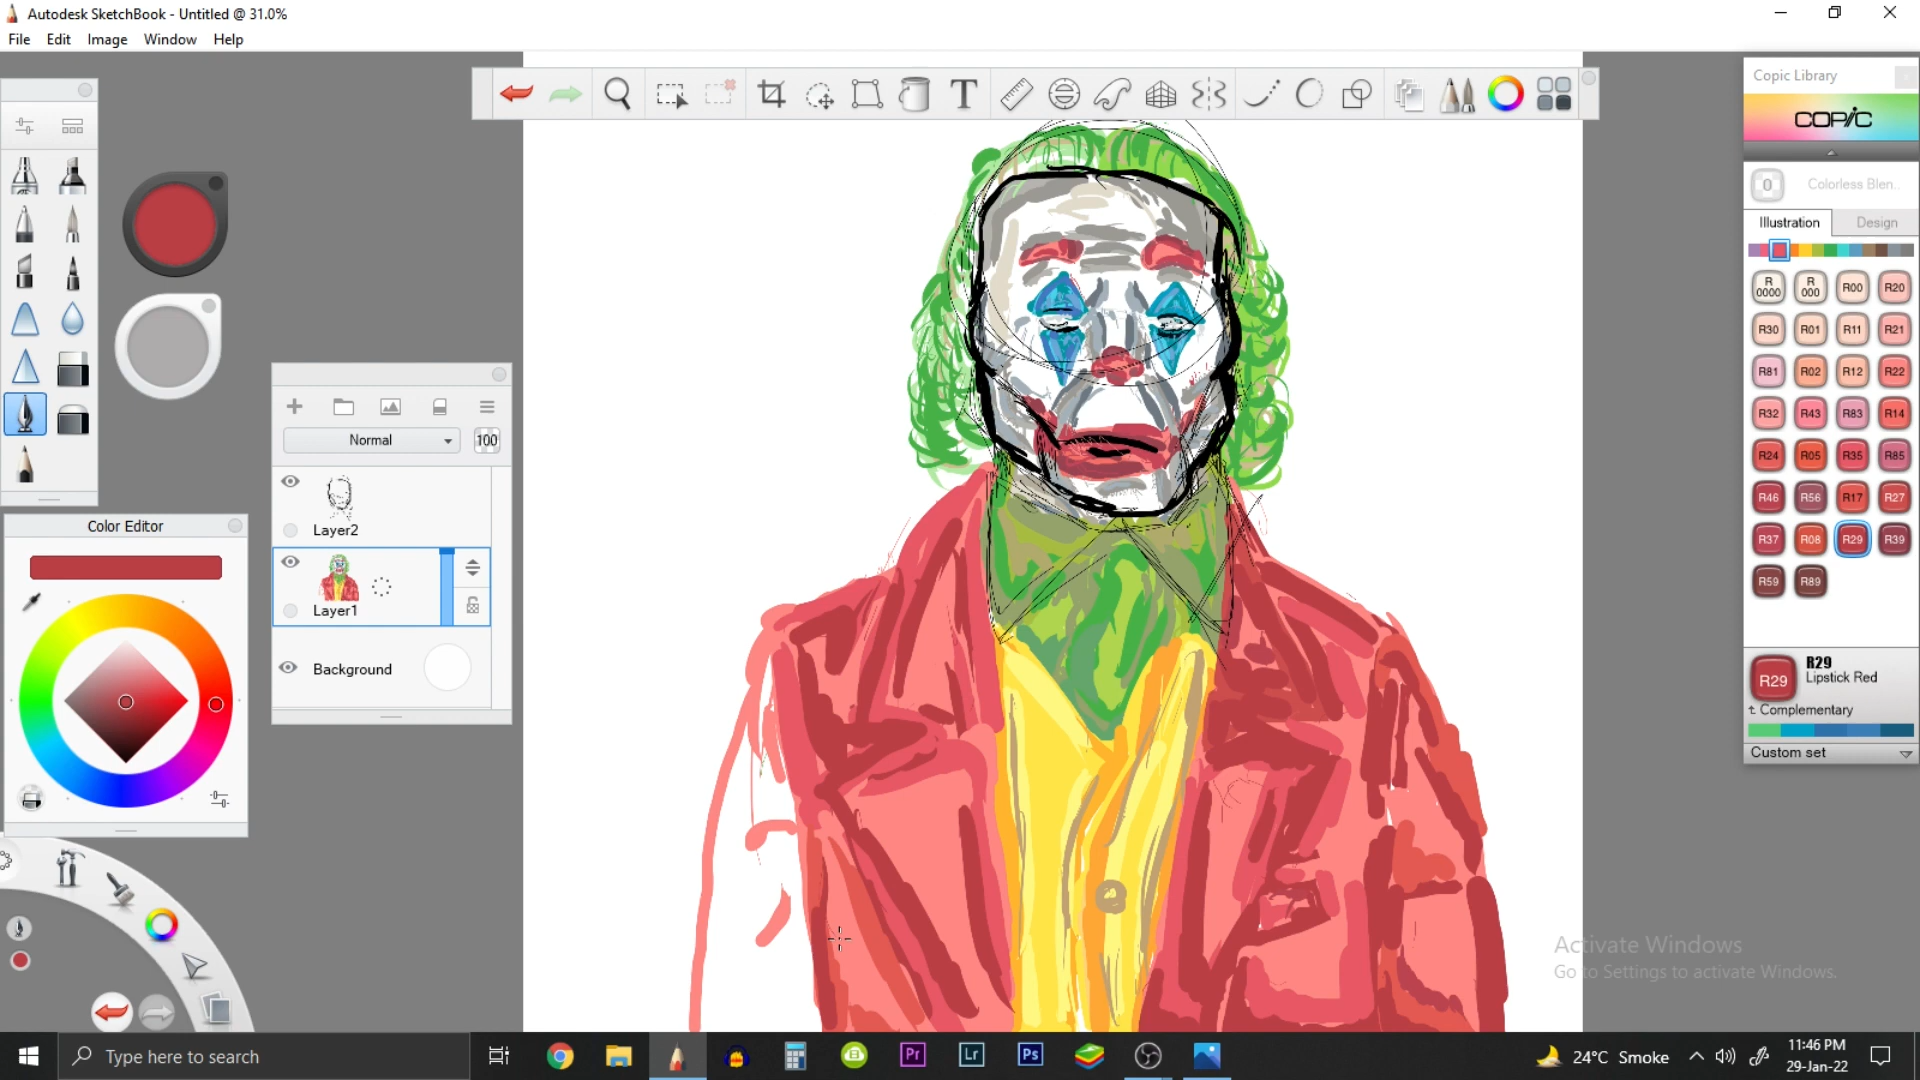 Autodesk SketchBook - Untitled @ 31.0%
File Edit Image Window Help
Copic Library
COPIC
0 Colorless Blen..
Illustration Design
R 0000 R 000 R00 R20
R30 R01 R11 R21
R81 R02 R12 R22
R32 R43 R83 R14
R24 R05 R35 R85
R46 R56 R17 R27
R37 R08 R29 R39
R59 R89
R29 R29
Lipstick Red
Complementary
Custom set
T
Normal 100
Layer2
Layer1
Background
Color Editor
Activate Windows
Go to Settings to activate Windows.
Type here to search
Pr Lr Ps
24°C Smoke
11:46 PM
29-Jan-22